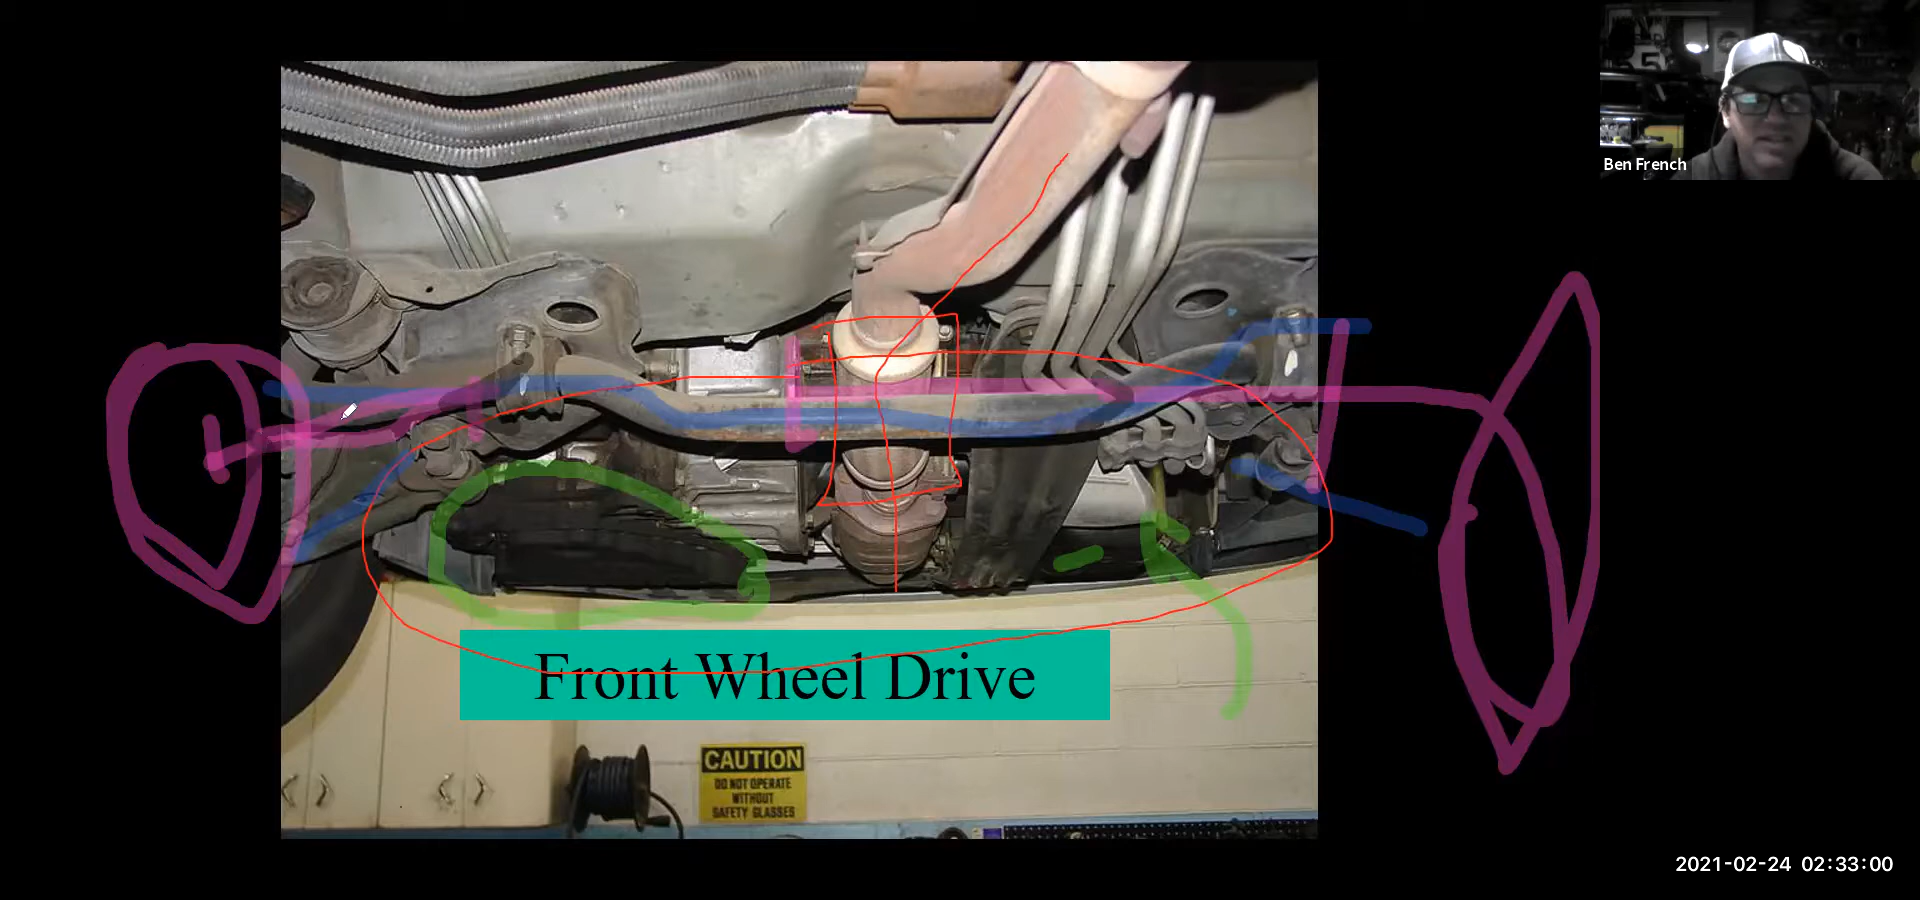 Ben French
Front Wheel Drive
CAUTION
DO NOT OPERATE
WITHOUT
SAFETY GLASSES
2021-02-24 02:33:00